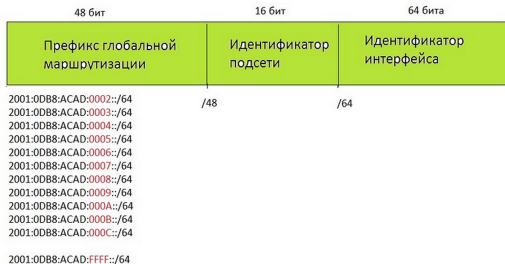 48 бит 16 бит 64 бита
Префикс глобальной маршрутизации
Идентификатор подсети
Идентификатор интерфейса
/48 /64
2001:0DB8:ACAD:0002::/64
2001:0DB8:ACAD:0003::/64
2001:0DB8:ACAD:0004::/64
2001:0DB8:ACAD:0005::/64
2001:0DB8:ACAD:0006::/64
2001:0DB8:ACAD:0007::/64
2001:0DB8:ACAD:0008::/64
2001:0DB8:ACAD:0009::/64
2001:0DB8:ACAD:000A::/64
2001:0DB8:ACAD:000B::/64
2001:0DB8:ACAD:000C::/64
2001:0DB8:ACAD:FFFF::/64